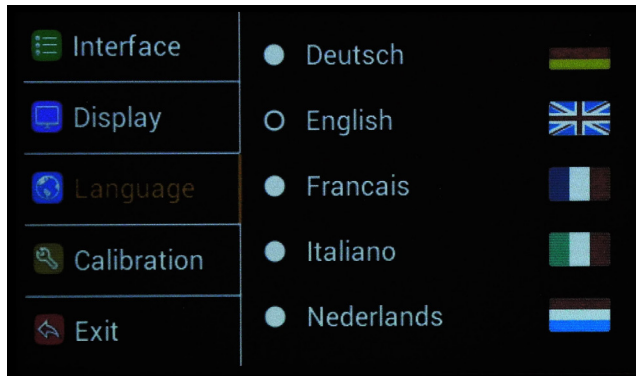 Interface
Display
Language
Calibration
Exit
Deutsch
English
Francais
Italiano
Nederlands